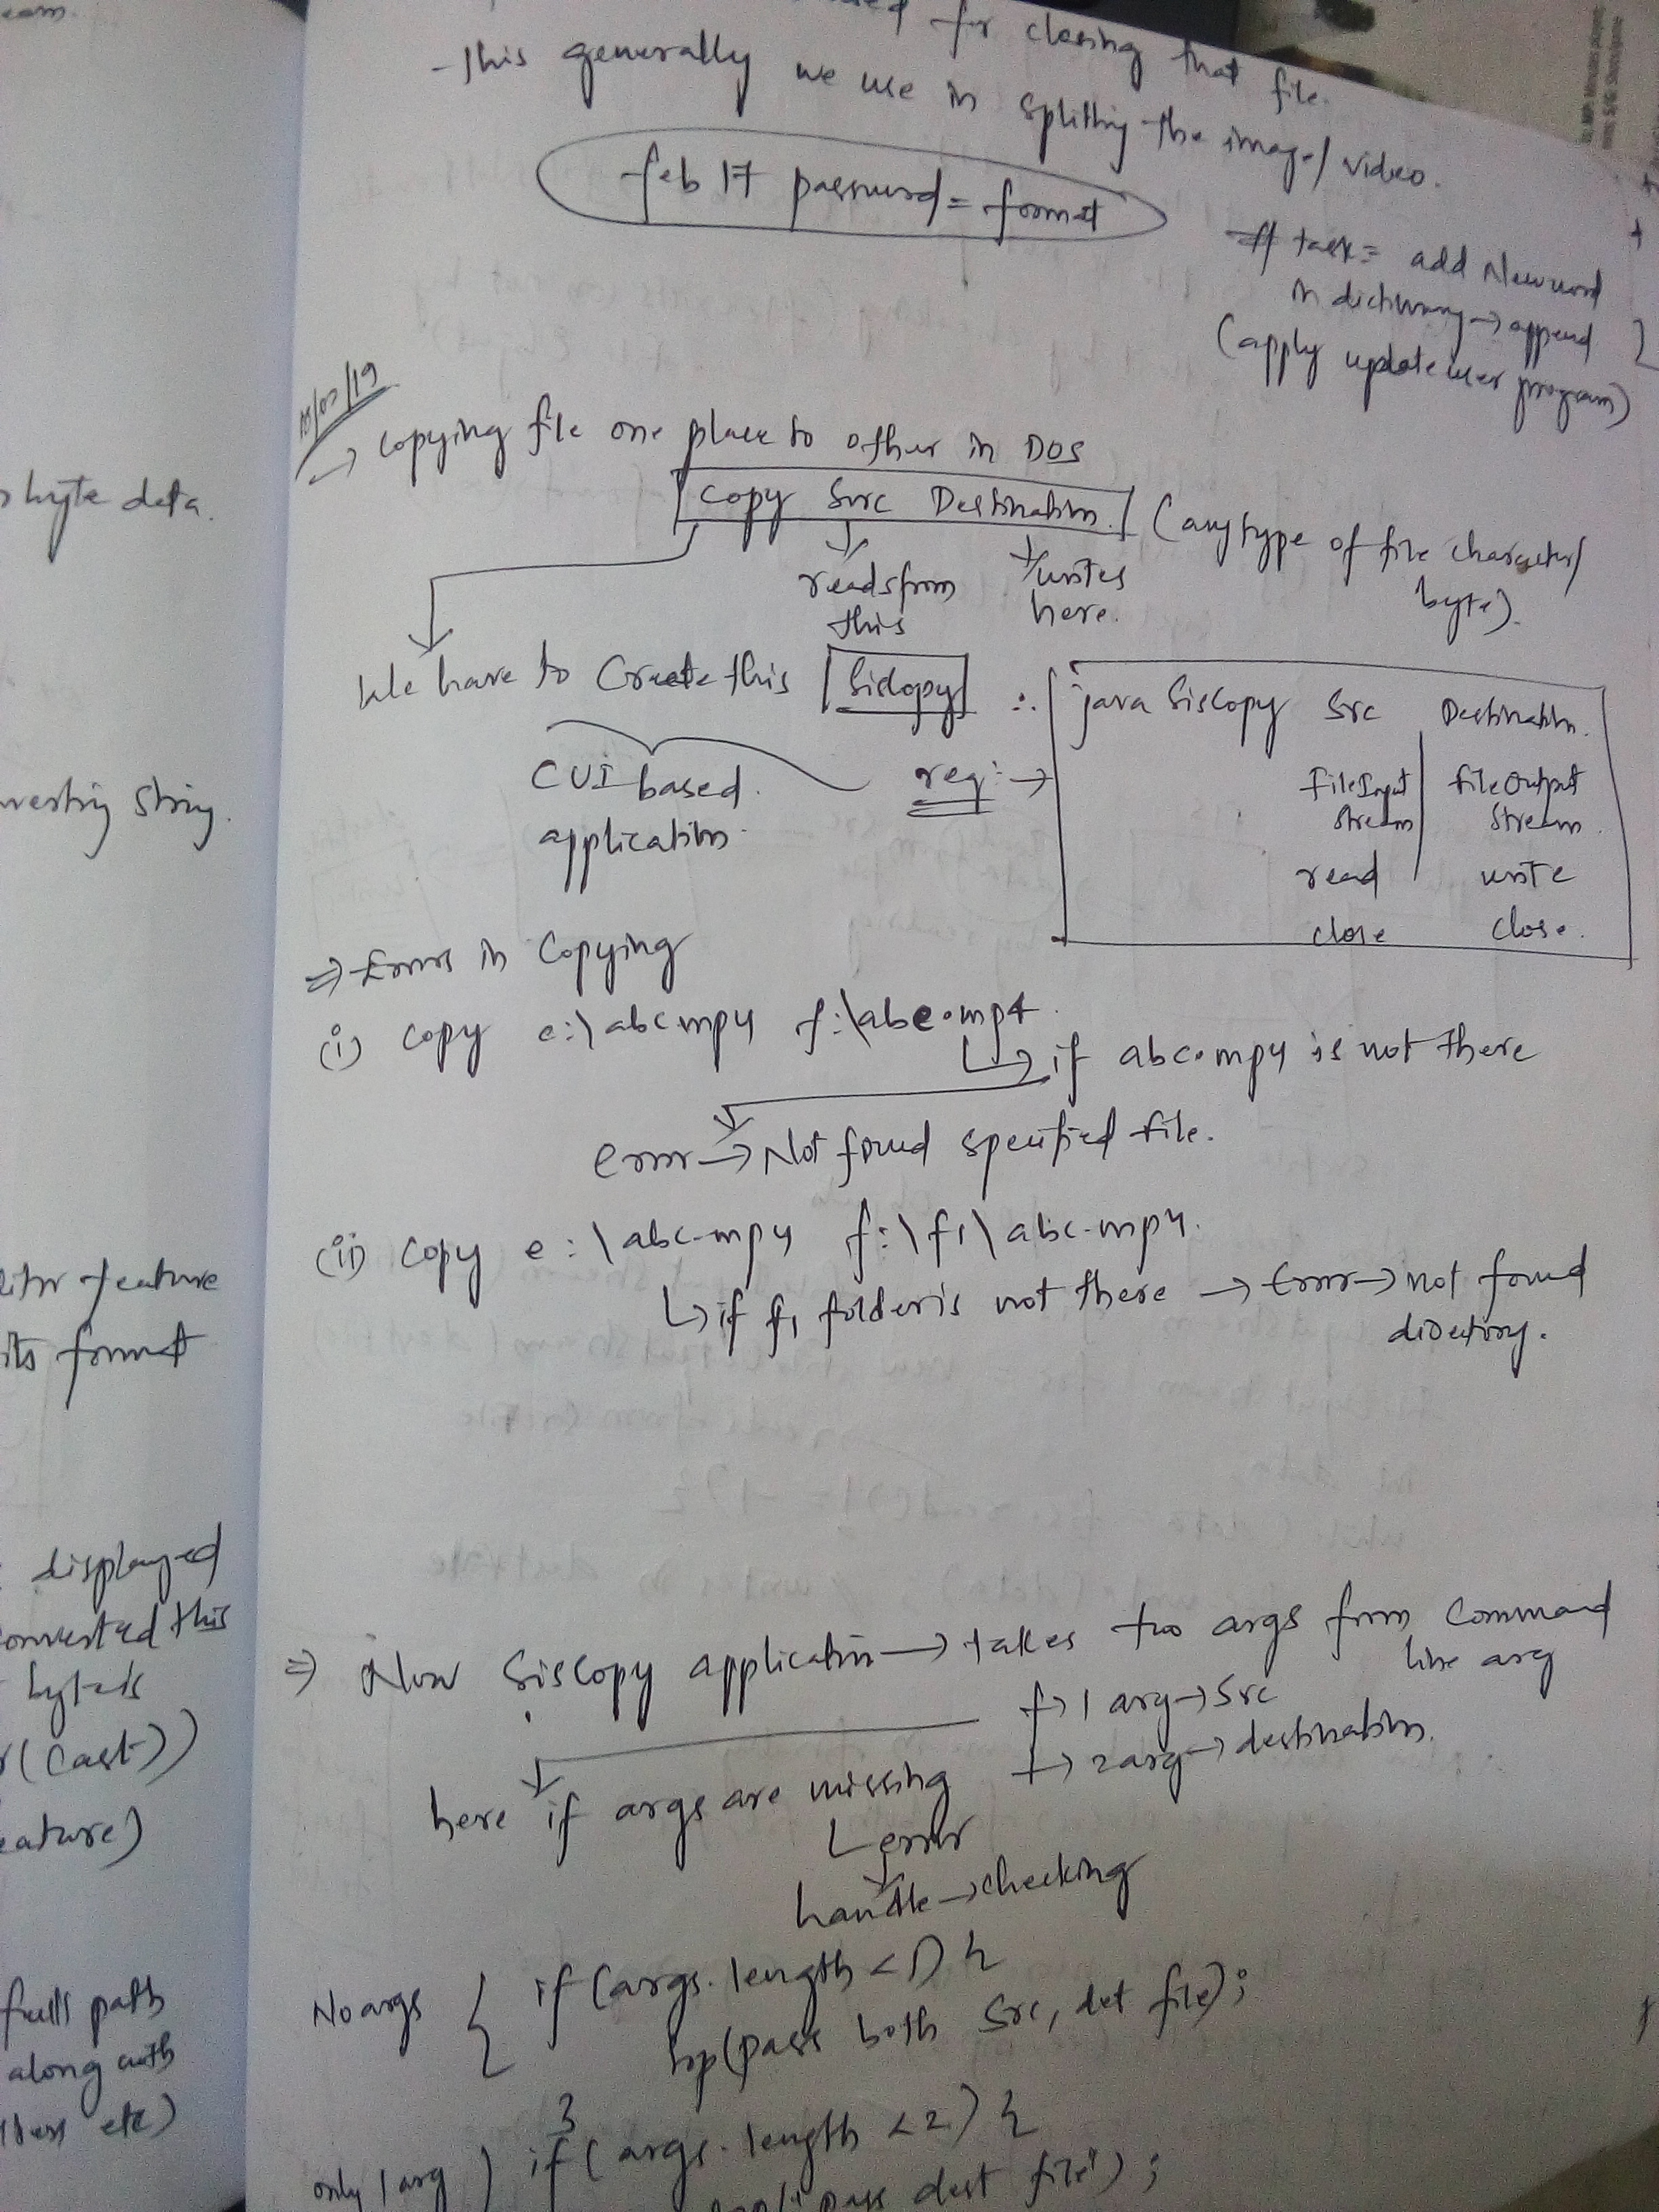 eam.
byte data.
string.
feature
its format
displayed
converted this
bytes
(cast))
eature)
full path
along with
etc)
for closing that file.
- This generally we use in splitting the image/video.
feb 17 password = format
# task = add New word
in dictionary → append
(apply update user program)
/02/19
→ copying file one place to other in DOS
copy Src Destination. (any type of file character/
byte).
reads from
this
writes
here.
We have to Create this Siscopy ∴ java Siscopy Src Destination.
CUI based
application.
req: →
FileInput
Stream
fileOutput
Stream.
read write
close close.
⇒ Errors in Copying
(i) copy e:\abc.mp4 f:\abc.mp4.
↳ if abc.mp4 is not there
error → Not found specified file.
(ii) copy e:\abc.mp4 f:\f1\abc.mp4.
↳ if f1 folder is not there → Error → not found
directory.
⇒ Now Siscopy application → takes two args from Command
line arg
→ 1 arg → Src
→ 2 arg → destination.
here if args are missing
error
handle → checking
No args { if (args.length < 1) {
sop(pass both Src, det file);
}
only 1 arg ) if (args.length < 2) {
sop("pass dest file");